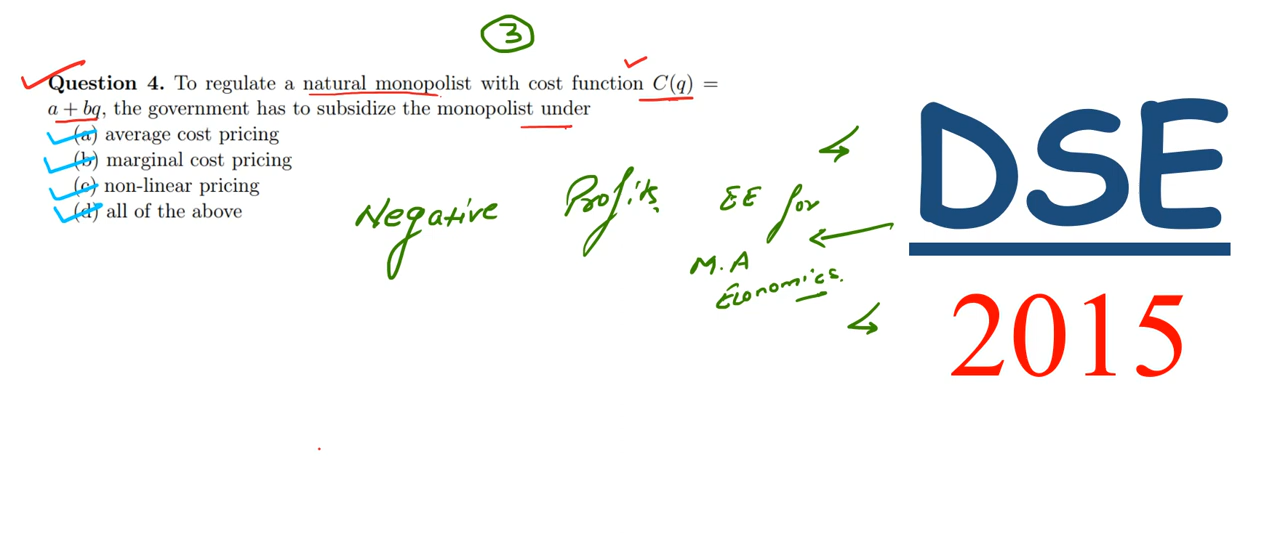 3
Question 4. To regulate a natural monopolist with cost function C(q) =
a + bq, the government has to subsidize the monopolist under
(a) average cost pricing
(b) marginal cost pricing
(c) non-linear pricing
(d) all of the above
Negative Profits
EE for
M.A
Economics.
DSE
2015